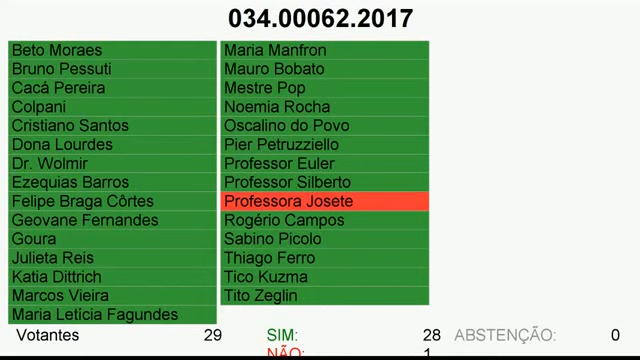 034.00062.2017
Beto Moraes
Bruno Pessuti
Cacá Pereira
Colpani
Cristiano Santos
Dona Lourdes
Dr. Wolmir
Ezequias Barros
Felipe Braga Côrtes
Geovane Fernandes
Goura
Julieta Reis
Katia Dittrich
Marcos Vieira
Maria Letícia Fagundes
Maria Manfron
Mauro Bobato
Mestre Pop
Noemia Rocha
Oscalino do Povo
Pier Petruzziello
Professor Euler
Professor Silberto
Professora Josete
Rogério Campos
Sabino Picolo
Thiago Ferro
Tico Kuzma
Tito Zeglin
Votantes 29 SIM: 28 ABSTENÇÃO: 0
NÃO: 1